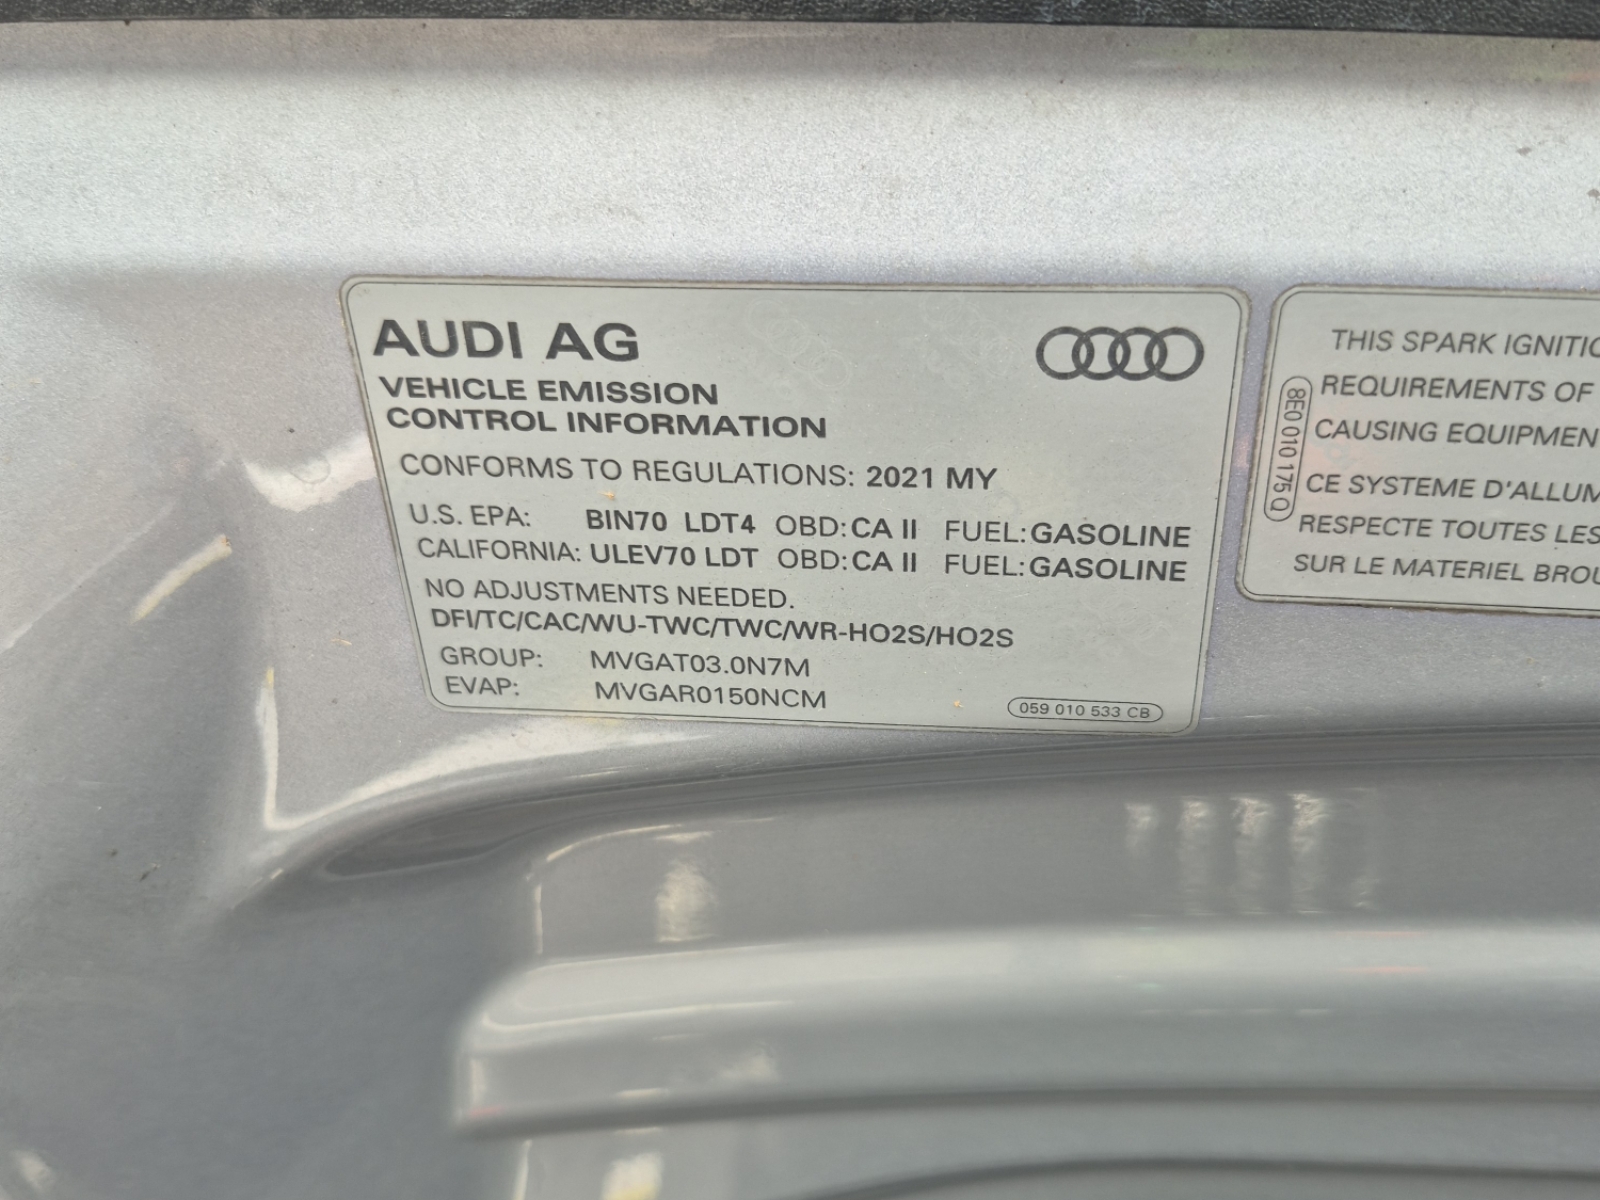 AUDI AG
VEHICLE EMISSION
CONTROL INFORMATION
CONFORMS TO REGULATIONS: 2021 MY
U.S. EPA: BIN70 LDT4 OBD: CA II FUEL: GASOLINE
CALIFORNIA: ULEV70 LDT OBD: CA II FUEL: GASOLINE
NO ADJUSTMENTS NEEDED.
DFI/TC/CAC/WU-TWC/TWC/WR-HO2S/HO2S
GROUP: MVGAT03.0N7M
EVAP: MVGAR0150NCM
059 010 533 CB
8E0 010 175 Q
THIS SPARK IGNITIO
REQUIREMENTS OF
CAUSING EQUIPMEN
CE SYSTEME D'ALLUM
RESPECTE TOUTES LES
SUR LE MATERIEL BROU